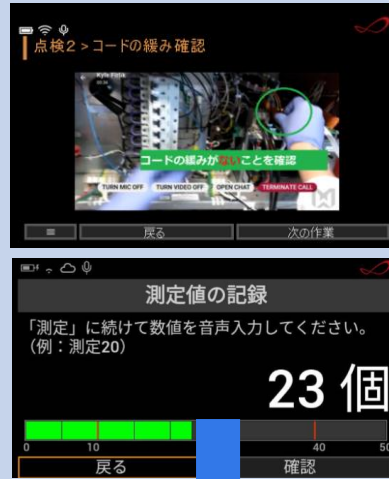 点検2>コードの緩み確認
コードの緩みがないことを確認
TURN MIC OFF
TURN VIDEO OFF
OPEN CHAT
TERMINATE CALL
戻る
次の作業
測定値の記録
「測定」に続けて数値を音声入力してください。
(例：測定20)
23 個
0 10 40 50
戻る
確認